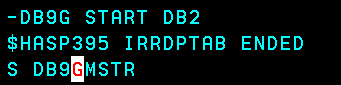 -DB9G START DB2
$HASP395 IRRDPTAB ENDED
S DB9GMSTR